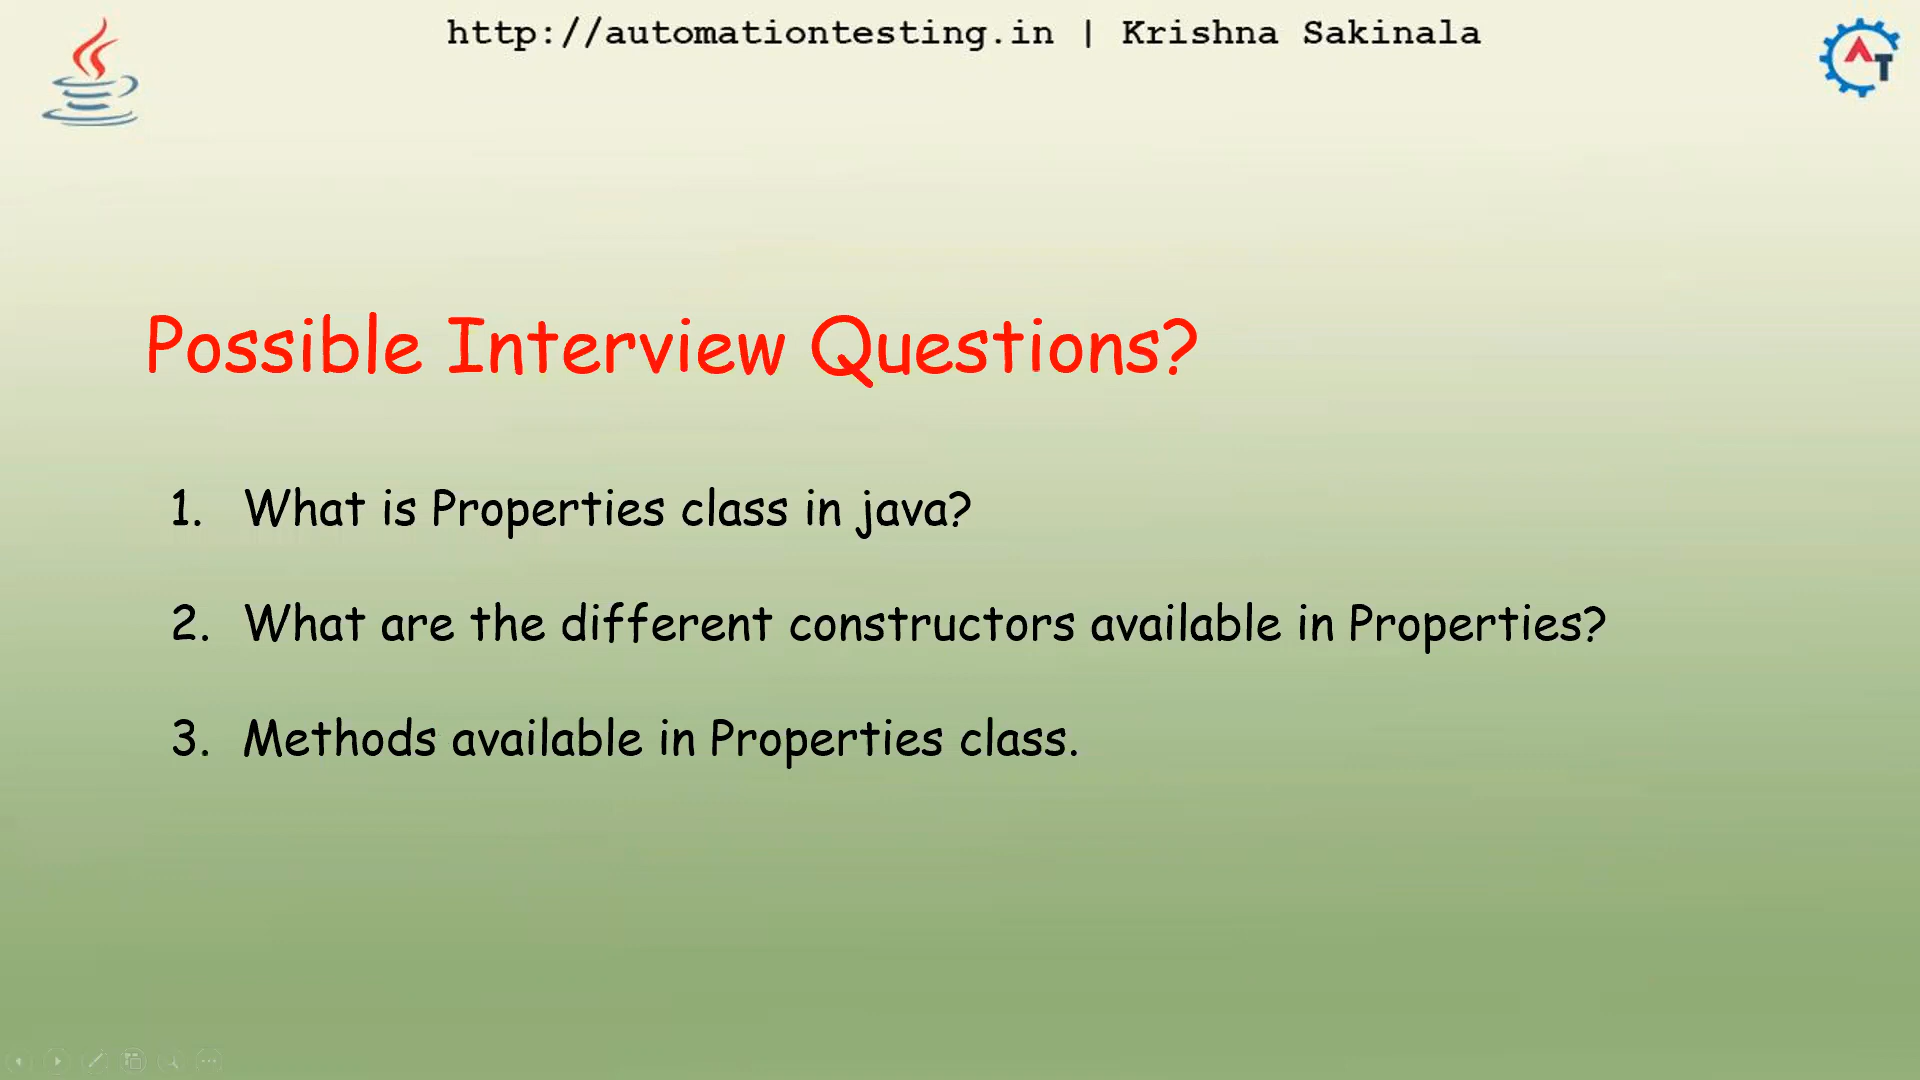 http://automationtesting.in | Krishna Sakinala
AT
Possible Interview Questions?
1. What is Properties class in java?
2. What are the different constructors available in Properties?
3. Methods available in Properties class.